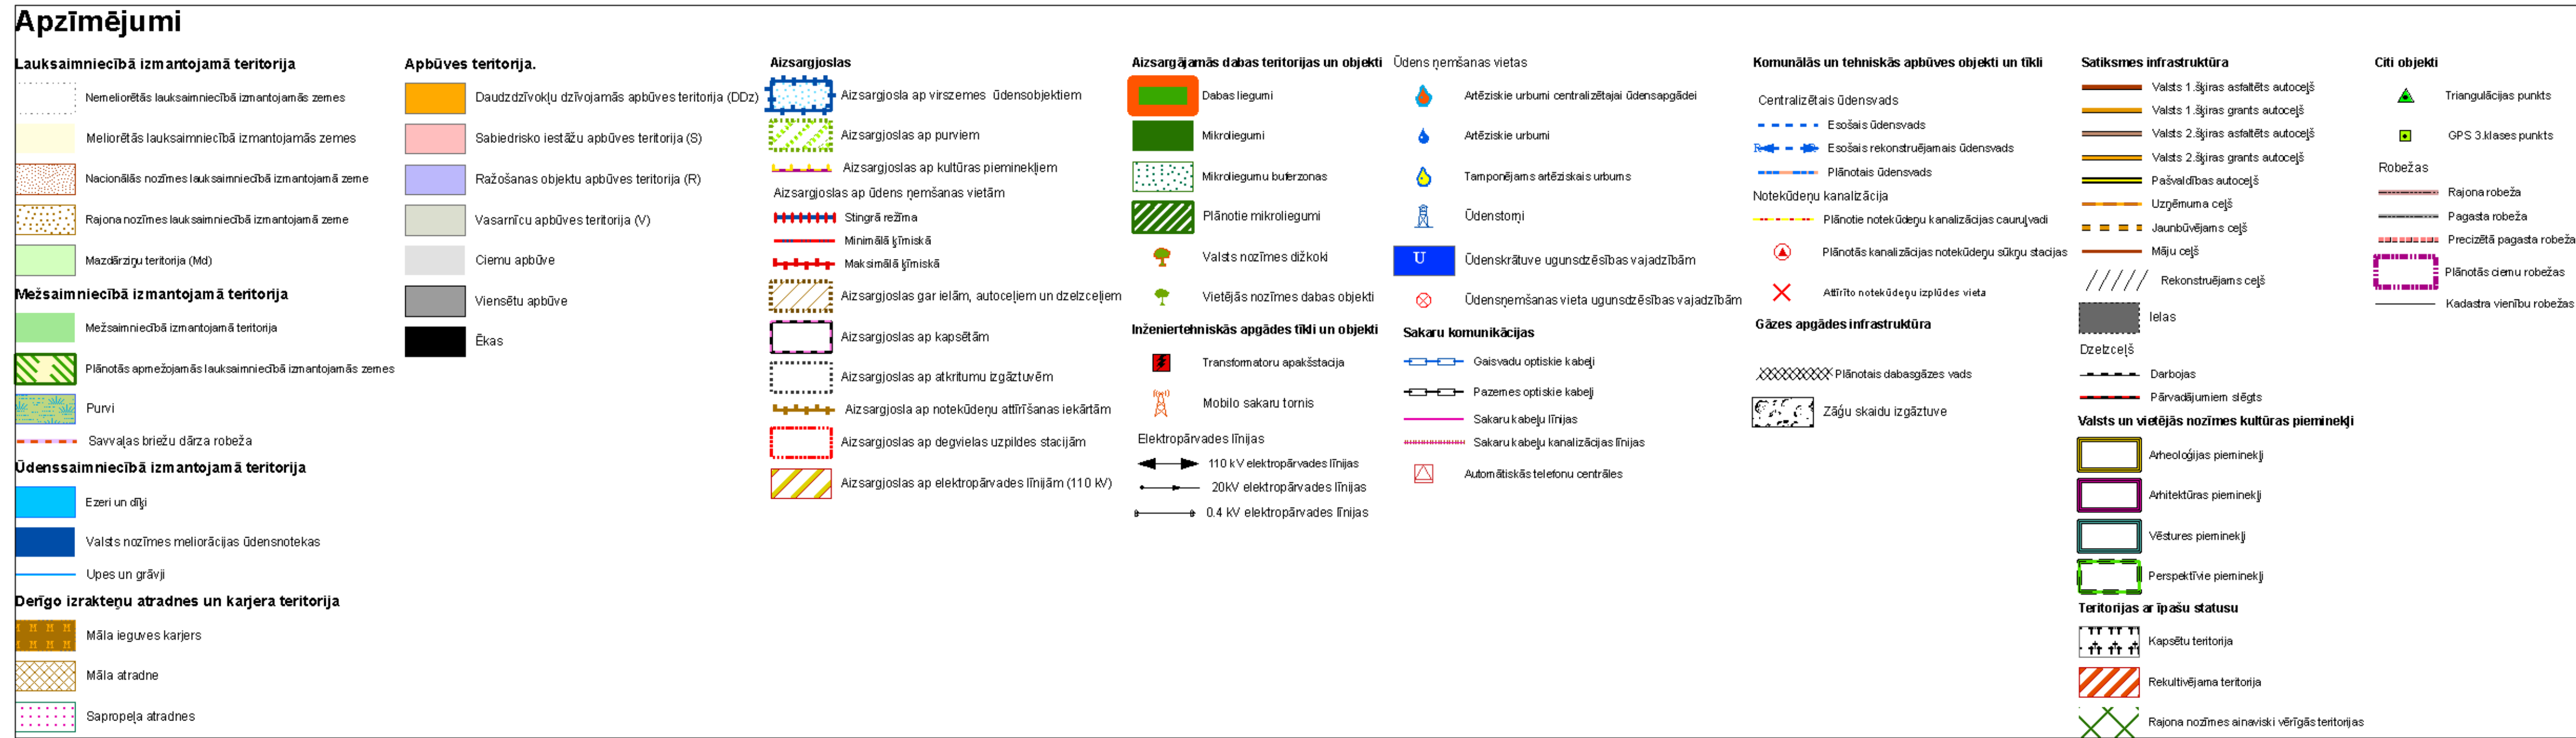 Apzīmējumi
Lauksaimniecībā izmantojamā teritorija
Nemeliorētās lauksaimniecībā izmantojamās zemes
Meliorētās lauksaimniecībā izmantojamās zemes
Nacionālās nozīmes lauksaimniecībā izmantojamā zeme
Rajona nozīmes lauksaimniecībā izmantojamā zeme
Mazdārziņu teritorija (Md)
Mežsaimniecībā izmantojamā teritorija
Mežsaimniecībā izmantojamā teritorija
Plānotās apmežojamās lauksaimniecībā izmantojamās zemes
Purvi
Savvaļas briežu dārza robeža
Ūdenssaimniecībā izmantojamā teritorija
Ezeri un dīķi
Valsts nozīmes meliorācijas ūdensnotekas
Upes un grāvji
Derīgo izrakteņu atradnes un karjera teritorija
M M M M
M M M M
Māla ieguves karjers
Māla atradne
Sapropeļa atradnes
Apbūves teritorija.
Daudzdzīvokļu dzīvojamās apbūves teritorija (DDz)
Sabiedrisko iestāžu apbūves teritorija (S)
Ražošanas objektu apbūves teritorija (R)
Vasarnīcu apbūves teritorija (V)
Ciemu apbūve
Viensētu apbūve
Ēkas
Aizsargjoslas
Aizsargjosla ap virszemes ūdensobjektiem
Aizsargjoslas ap purviem
Aizsargjoslas ap kultūras pieminekļiem
Aizsargjoslas ap ūdens ņemšanas vietām
Stingrā režīma
Minimālā ķīmiskā
Maksimālā ķīmiskā
Aizsargjoslas gar ielām, autoceļiem un dzelzceļiem
Aizsargjoslas ap kapsētām
Aizsargjoslas ap atkritumu izgāztuvēm
Aizsargjosla ap notekūdeņu attīrīšanas iekārtām
Aizsargjoslas ap degvielas uzpildes stacijām
Aizsargjoslas ap elektropārvades līnijām (110 kV)
Aizsargājamās dabas teritorijas un objekti
Dabas liegumi
Mikroliegumi
Mikroliegumu buferzonas
Plānotie mikroliegumi
Valsts nozīmes dižkoki
Vietējās nozīmes dabas objekti
Inženiertehniskās apgādes tīkli un objekti
Transformatoru apakšstacija
Mobilo sakaru tornis
Elektropārvades līnijas
110 kV elektropārvades līnijas
20kV elektropārvades līnijas
0.4 kV elektropārvades līnijas
Ūdens ņemšanas vietas
Artēziskie urbumi centralizētajai ūdensapgādei
Artēziskie urbumi
Tamponējams artēziskais urbums
Ūdenstorņi
U
Ūdenskrātuve ugunsdzēsības vajadzībām
Ūdensņemšanas vieta ugunsdzēsības vajadzībām
Sakaru komunikācijas
Gaisvadu optiskie kabeļi
Pazemes optiskie kabeļi
Sakaru kabeļu līnijas
Sakaru kabeļu kanalizācijas līnijas
Automātiskās telefonu centrāles
Komunālās un tehniskās apbūves objekti un tīkli
Centralizētais ūdensvads
Esošais ūdensvads
R R
Esošais rekonstruējamais ūdensvads
Plānotais ūdensvads
Notekūdeņu kanalizācija
Plānotie notekūdeņu kanalizācijas cauruļvadi
Plānotās kanalizācijas notekūdeņu sūkņu stacijas
Attīrīto notekūdeņu izplūdes vieta
Gāzes apgādes infrastruktūra
Plānotais dabasgāzes vads
Zāģu skaidu izgāztuve
Satiksmes infrastruktūra
Valsts 1.šķiras asfaltēts autoceļš
Valsts 1.šķiras grants autoceļš
Valsts 2.šķiras asfaltēts autoceļš
Valsts 2.šķiras grants autoceļš
Pašvaldības autoceļš
Uzņēmuma ceļš
Jaunbūvējams ceļš
Māju ceļš
Rekonstruējams ceļš
Ielas
Dzelzceļš
Darbojas
Pārvadājumiem slēgts
Valsts un vietējās nozīmes kultūras pieminekļi
Arheoloģijas pieminekļi
Arhitektūras pieminekļi
Vēstures pieminekļi
Perspektīvie pieminekļi
Teritorijas ar īpašu statusu
Kapsētu teritorija
Rekultivējama teritorija
Rajona nozīmes ainaviski vērtīgās teritorijas
Citi objekti
Triangulācijas punkts
GPS 3.klases punkts
Robežas
Rajona robeža
Pagasta robeža
Precizētā pagasta robeža
Plānotās ciemu robežas
Kadastra vienību robežas